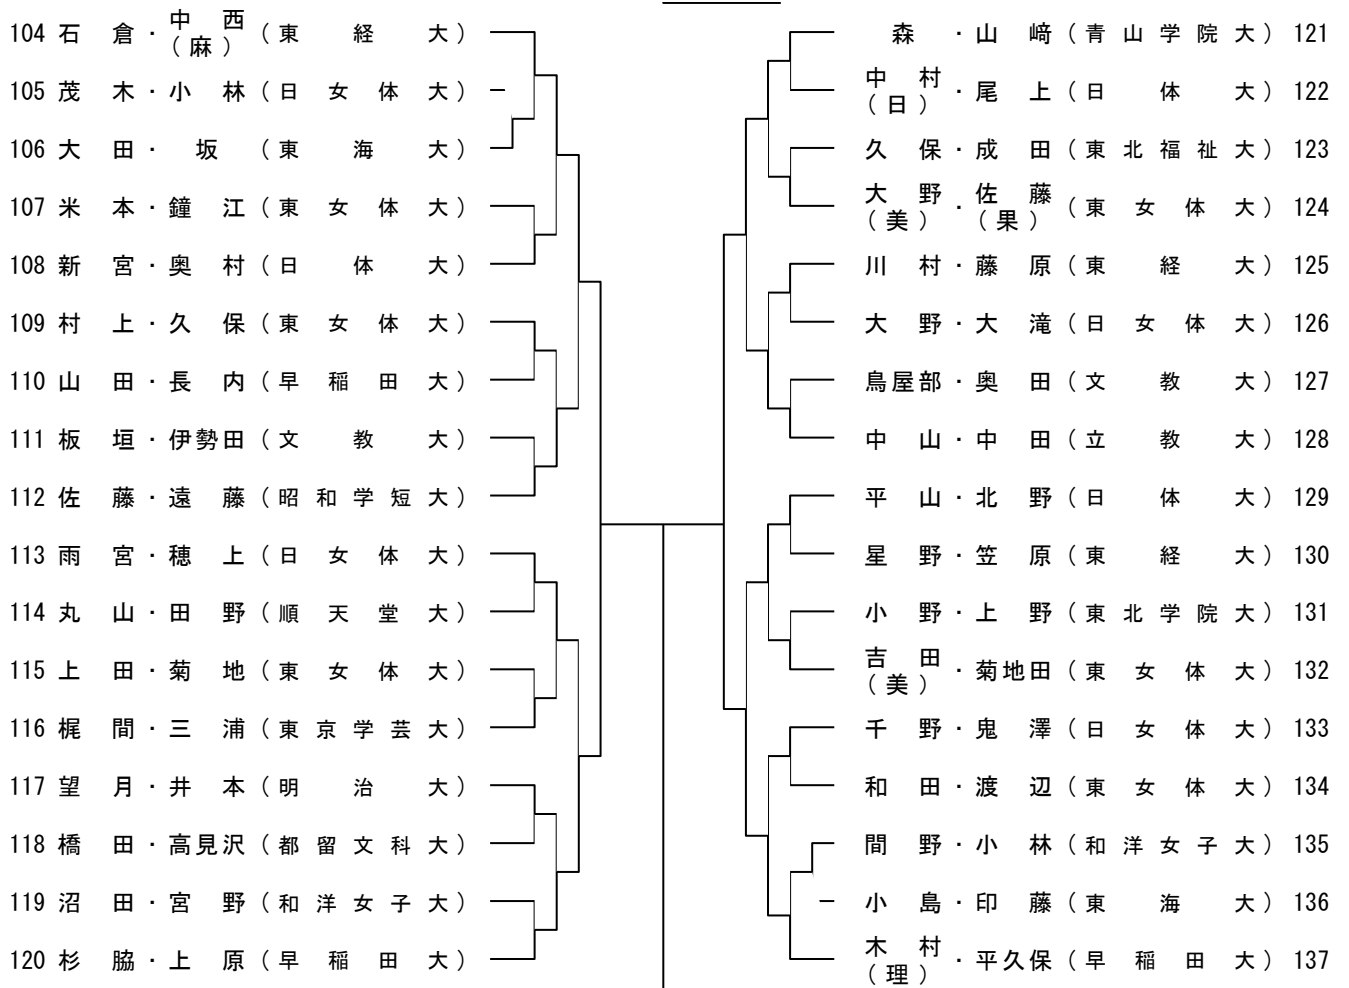 104 石倉・中西(麻)(東経大)
105 茂木・小林(日女体大)
106 大田・坂(東海大)
107 米本・鐘江(東女体大)
108 新宮・奥村(日体大)
109 村上・久保(東女体大)
110 山田・長内(早稲田大)
111 板垣・伊勢田(文教大)
112 佐藤・遠藤(昭和学短大)
113 雨宮・穂上(日女体大)
114 丸山・田野(順天堂大)
115 上田・菊地(東女体大)
116 梶間・三浦(東京学芸大)
117 望月・井本(明治大)
118 橋田・高見沢(都留文科大)
119 沼田・宮野(和洋女子大)
120 杉脇・上原(早稲田大)
森・山﨑(青山学院大) 121
中村(日)・尾上(日体大) 122
久保・成田(東北福祉大) 123
大野(美)・佐藤(果)(東女体大) 124
川村・藤原(東経大) 125
大野・大滝(日女体大) 126
鳥屋部・奥田(文教大) 127
中山・中田(立教大) 128
平山・北野(日体大) 129
星野・笠原(東経大) 130
小野・上野(東北学院大) 131
吉田(美)・菊地田(東女体大) 132
千野・鬼澤(日女体大) 133
和田・渡辺(東女体大) 134
間野・小林(和洋女子大) 135
小島・印藤(東海大) 136
木村(理)・平久保(早稲田大) 137